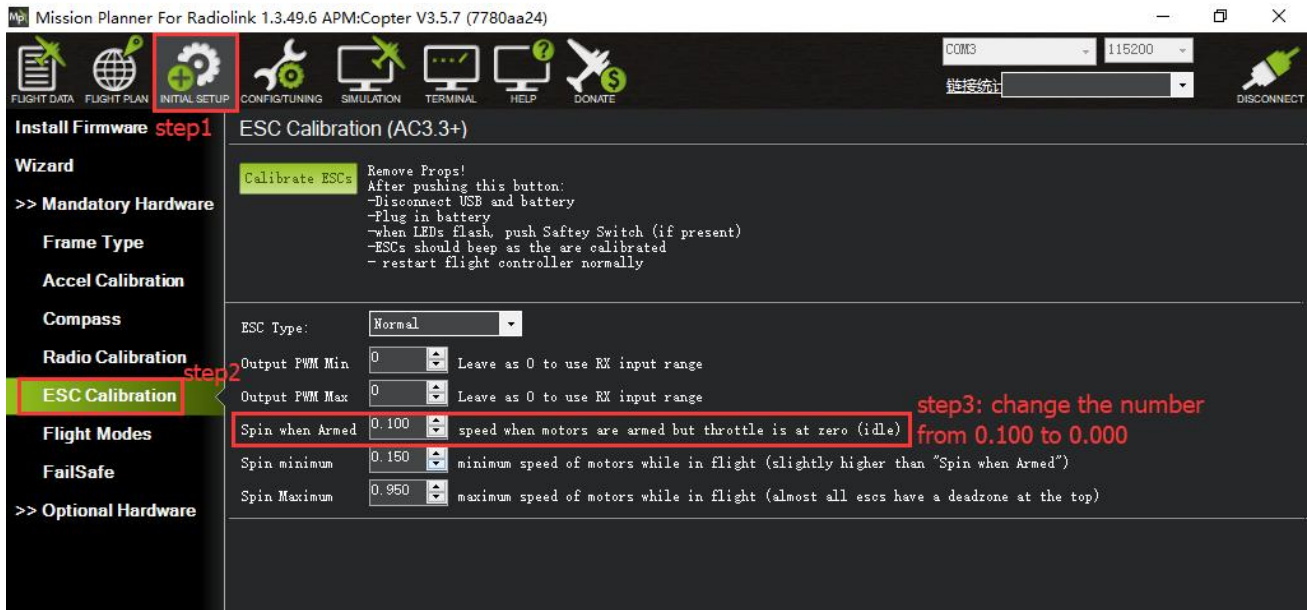 Mission Planner For Radiolink 1.3.49.6 APM:Copter V3.5.7 (7780aa24)
FLIGHT DATA FLIGHT PLAN INITIAL SETUP CONFIG/TUNING SIMULATION TERMINAL HELP DONATE
COM3 115200
链接统计
DISCONNECT
Install Firmware step1
Wizard
>> Mandatory Hardware
Frame Type
Accel Calibration
Compass
Radio Calibration
step2
ESC Calibration
Flight Modes
FailSafe
>> Optional Hardware
ESC Calibration (AC3.3+)
Calibrate ESCs
Remove Props!
After pushing this button:
-Disconnect USB and battery
-Plug in battery
-when LEDs flash, push Saftey Switch (if present)
-ESCs should beep as the are calibrated
- restart flight controller normally
ESC Type: Normal
Output PWM Min 0 Leave as 0 to use RX input range
Output PWM Max 0 Leave as 0 to use RX input range
Spin when Armed 0.100 speed when motors are armed but throttle is at zero (idle)
step3: change the number
from 0.100 to 0.000
Spin minimum 0.150 minimum speed of motors while in flight (slightly higher than "Spin when Armed")
Spin Maximum 0.950 maximum speed of motors while in flight (almost all escs have a deadzone at the top)